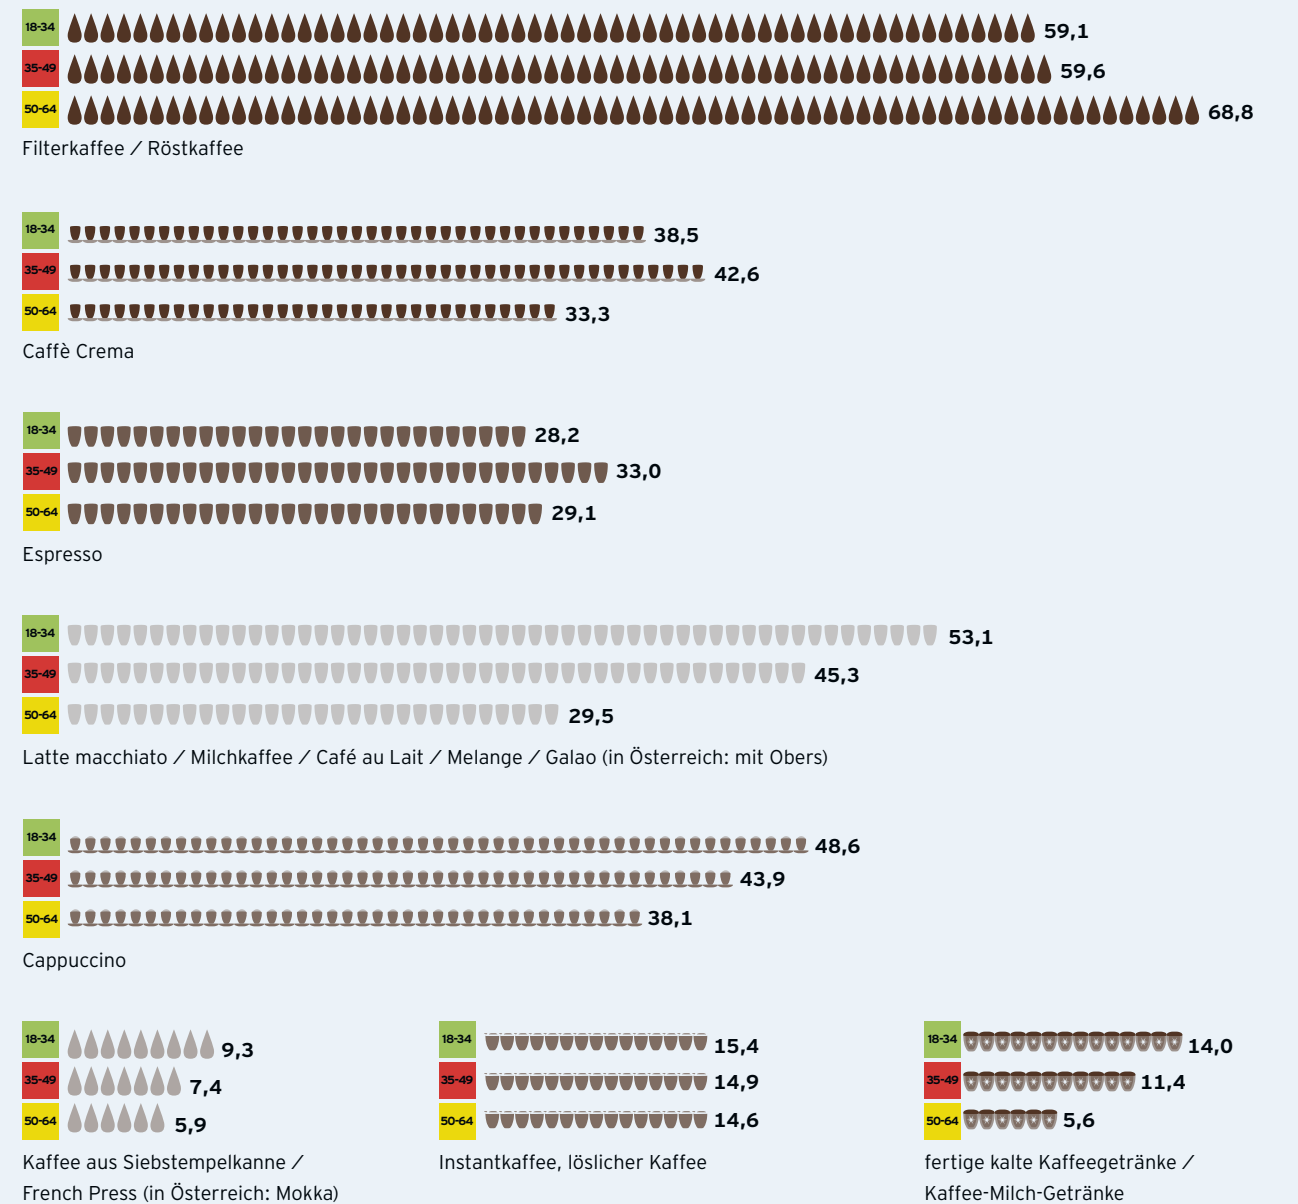 18-34 59,1
35-49 59,6
50-64 68,8
Filterkaffee / Röstkaffee
18-34 38,5
35-49 42,6
50-64 33,3
Caffè Crema
18-34 28,2
35-49 33,0
50-64 29,1
Espresso
18-34 53,1
35-49 45,3
50-64 29,5
Latte macchiato / Milchkaffee / Café au Lait / Melange / Galao (in Österreich: mit Obers)
18-34 48,6
35-49 43,9
50-64 38,1
Cappuccino
18-34 9,3
35-49 7,4
50-64 5,9
Kaffee aus Siebstempelkanne /
French Press (in Österreich: Mokka)
18-34 15,4
35-49 14,9
50-64 14,6
Instantkaffee, löslicher Kaffee
18-34 14,0
35-49 11,4
50-64 5,6
fertige kalte Kaffeegetränke /
Kaffee-Milch-Getränke